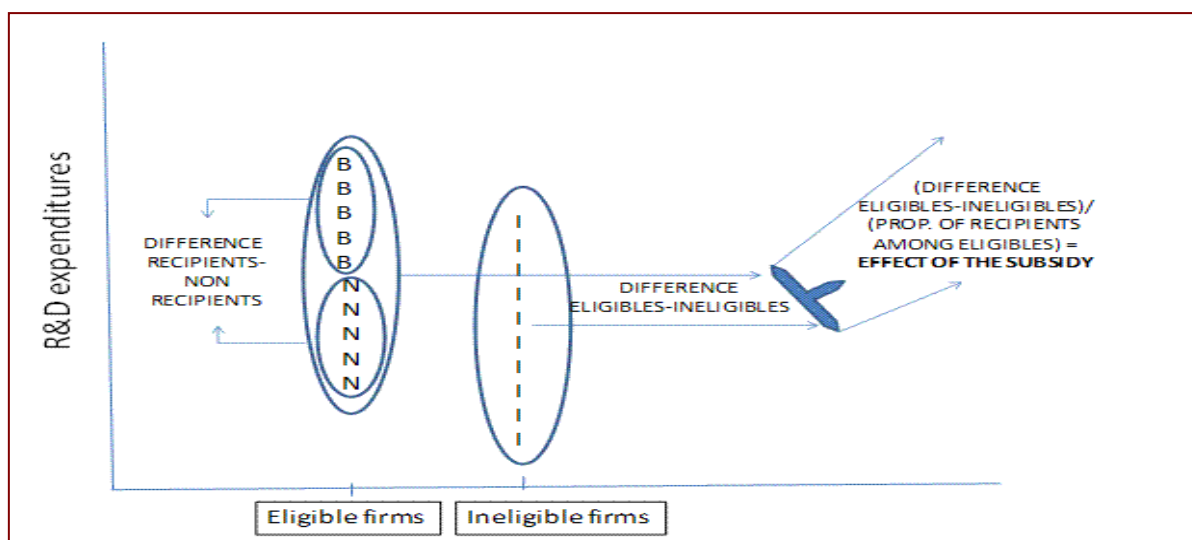 R&D expenditures
DIFFERENCE
RECIPIENTS-
NON
RECIPIENTS
B
B
B
B
B
N
N
N
N
N
I
I
I
I
I
I
I
I
I
DIFFERENCE
ELIGIBLES-INELIGIBLES
(DIFFERENCE
ELIGIBLES-INELIGIBLES)/
(PROP. OF RECIPIENTS
AMONG ELIGIBLES) =
EFFECT OF THE SUBSIDY
Eligible firms
Ineligible firms